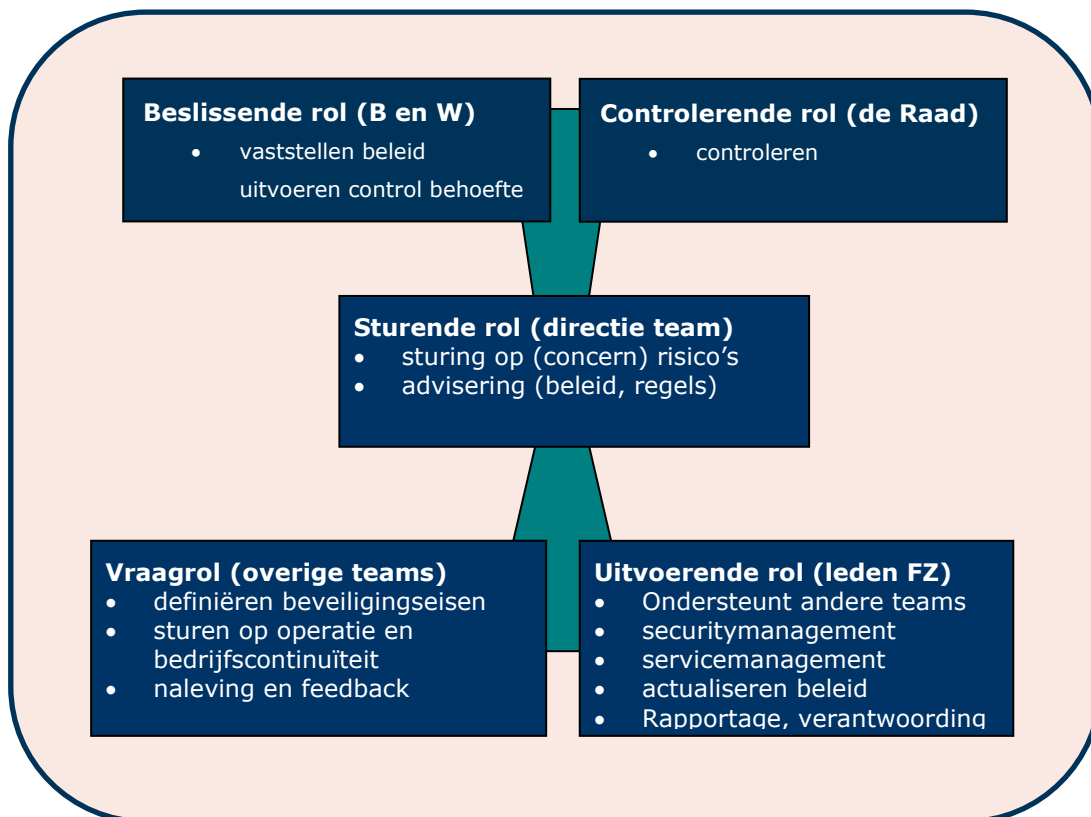 Beslissende rol (B en W)
• vaststellen beleid
uitvoeren control behoefte
Controlerende rol (de Raad)
• controleren
Sturende rol (directie team)
• sturing op (concern) risico’s
• advisering (beleid, regels)
Vraagrol (overige teams)
• definiëren beveiligingseisen
• sturen op operatie en
bedrijfscontinuïteit
• naleving en feedback
Uitvoerende rol (leden FZ)
• Ondersteunt andere teams
• securitymanagement
• servicemanagement
• actualiseren beleid
• Rapportage, verantwoording